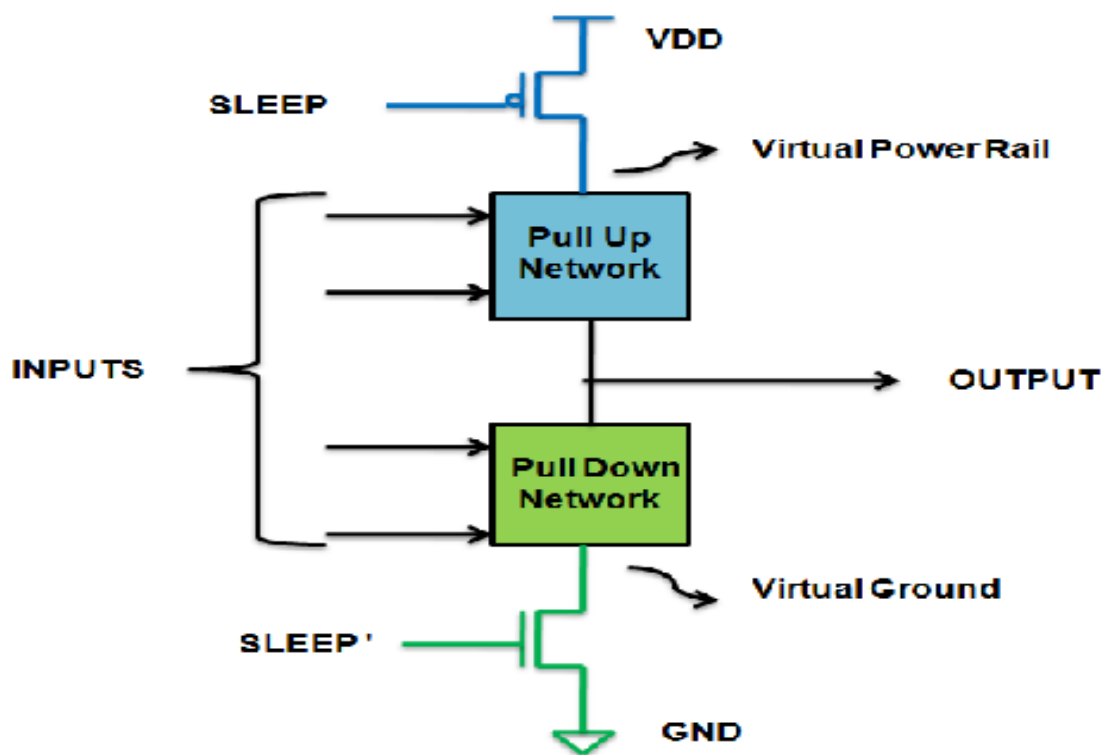 VDD
SLEEP
Virtual Power Rail
Pull Up
Network
INPUTS
OUTPUT
Pull Down
Network
Virtual Ground
SLEEP'
GND